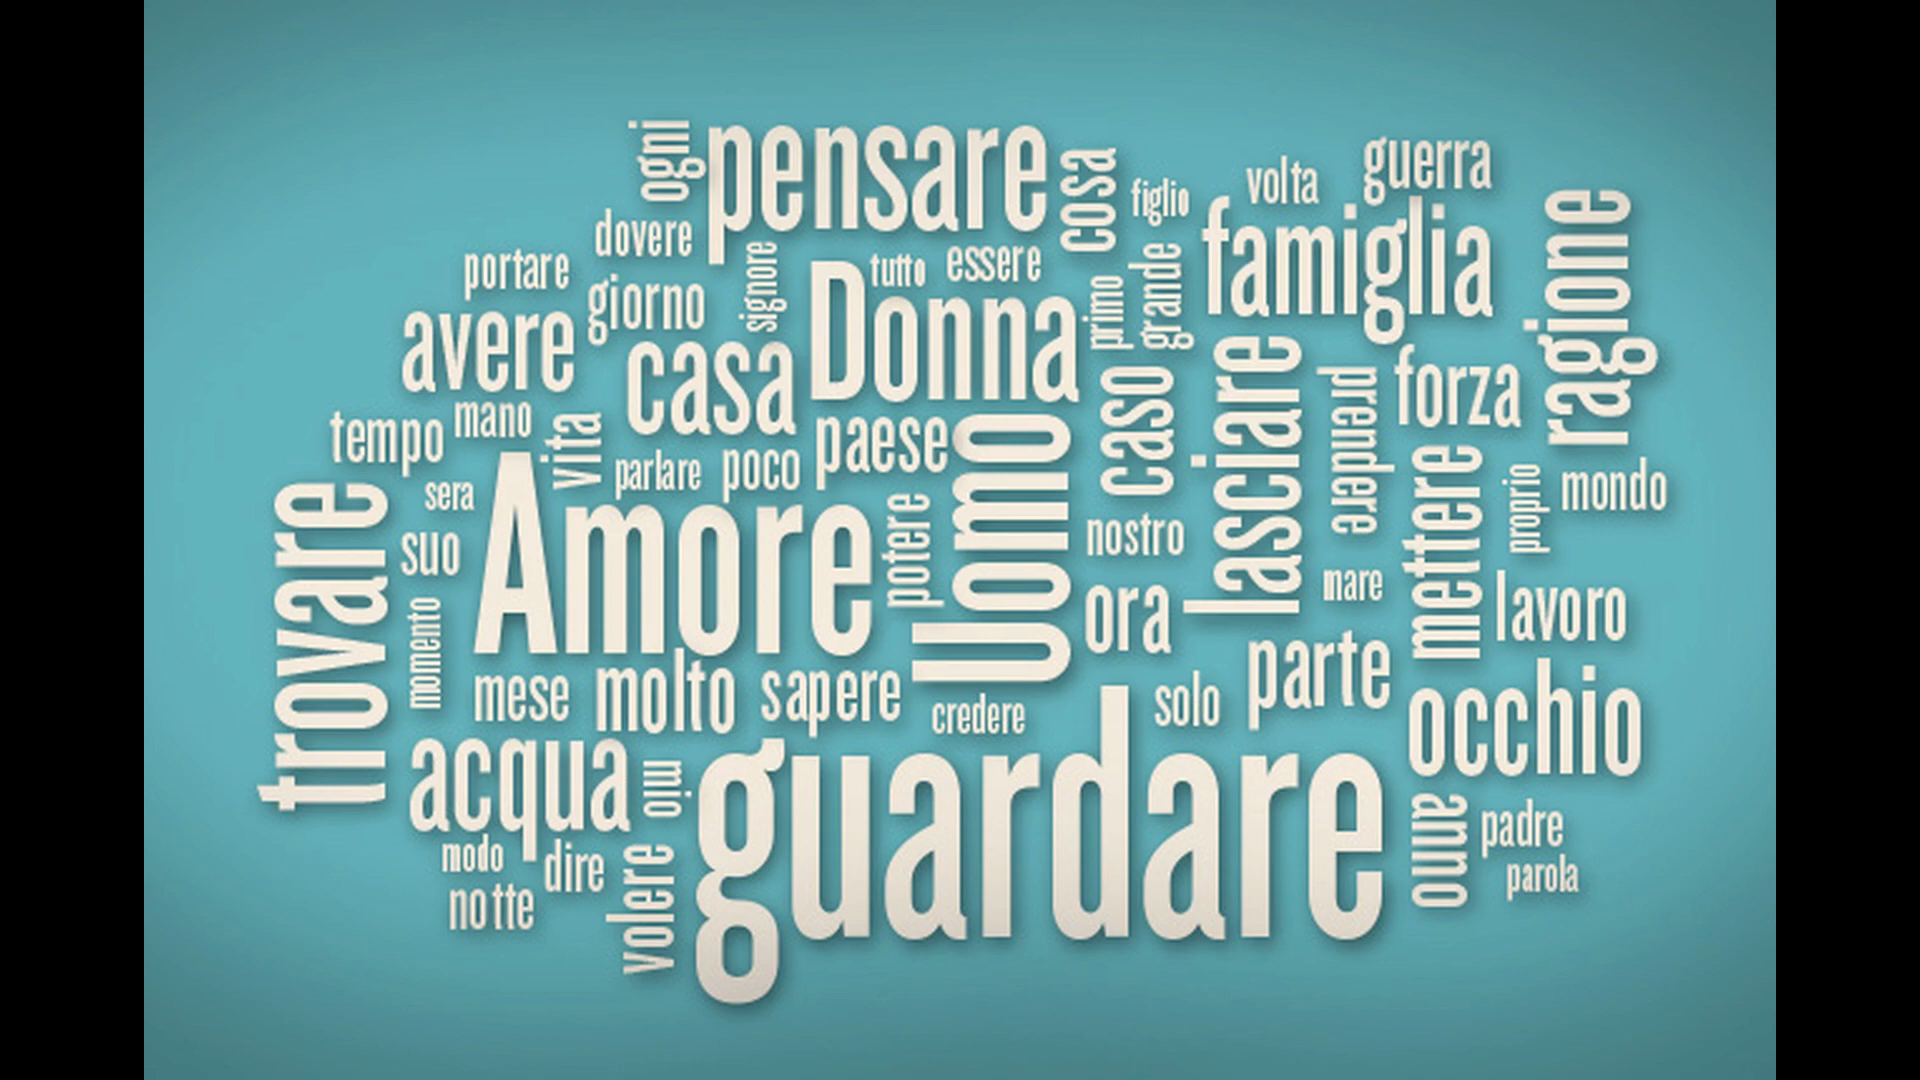 ogni
pensare
cosa
figlio
volta
guerra
dovere
portare
giorno
signore
tutto
essere
primo
grande
famiglia
ragione
avere
casa
Donna
caso
lasciare
prendere
forza
tempo
mano
vita
parlare
poco
paese
Uomo
mettere
proprio
mondo
trovare
sera
suo
Amore
potere
nostro
ora
mare
lavoro
momento
mese
molto
sapere
credere
solo
parte
occhio
acqua
mio
guardare
anno
padre
parola
modo
dire
notte
volere